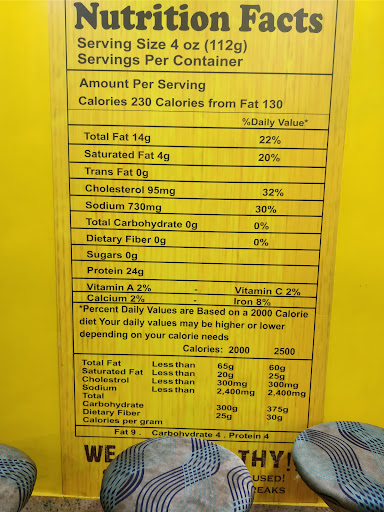 Nutrition Facts
Serving Size 4 oz (112g)
Servings Per Container
Amount Per Serving
Calories 230 Calories from Fat 130
%Daily Value*
Total Fat 14g 22%
Saturated Fat 4g 20%
Trans Fat 0g
Cholesterol 95mg 32%
Sodium 730mg 30%
Total Carbohydrate 0g 0%
Dietary Fiber 0g 0%
Sugars 0g
Protein 24g
Vitamin A 2% - Vitamin C 2%
Calcium 2% - Iron 8%
*Percent Daily Values are Based on a 2000 Calorie
diet Your daily values may be higher or lower
depending on your calorie needs
Calories: 2000 2500
Total Fat Less than 65g 60g
Saturated Fat Less than 20g 25g
Cholestrol Less than 300mg 300mg
Sodium Less than 2,400mg 2,400mg
Total
Carbohydrate 300g 375g
Dietary Fiber 25g 30g
Calories per gram
Fat 9 . Carbohydrate 4 . Protein 4
WE THY!
USED!
REAKS